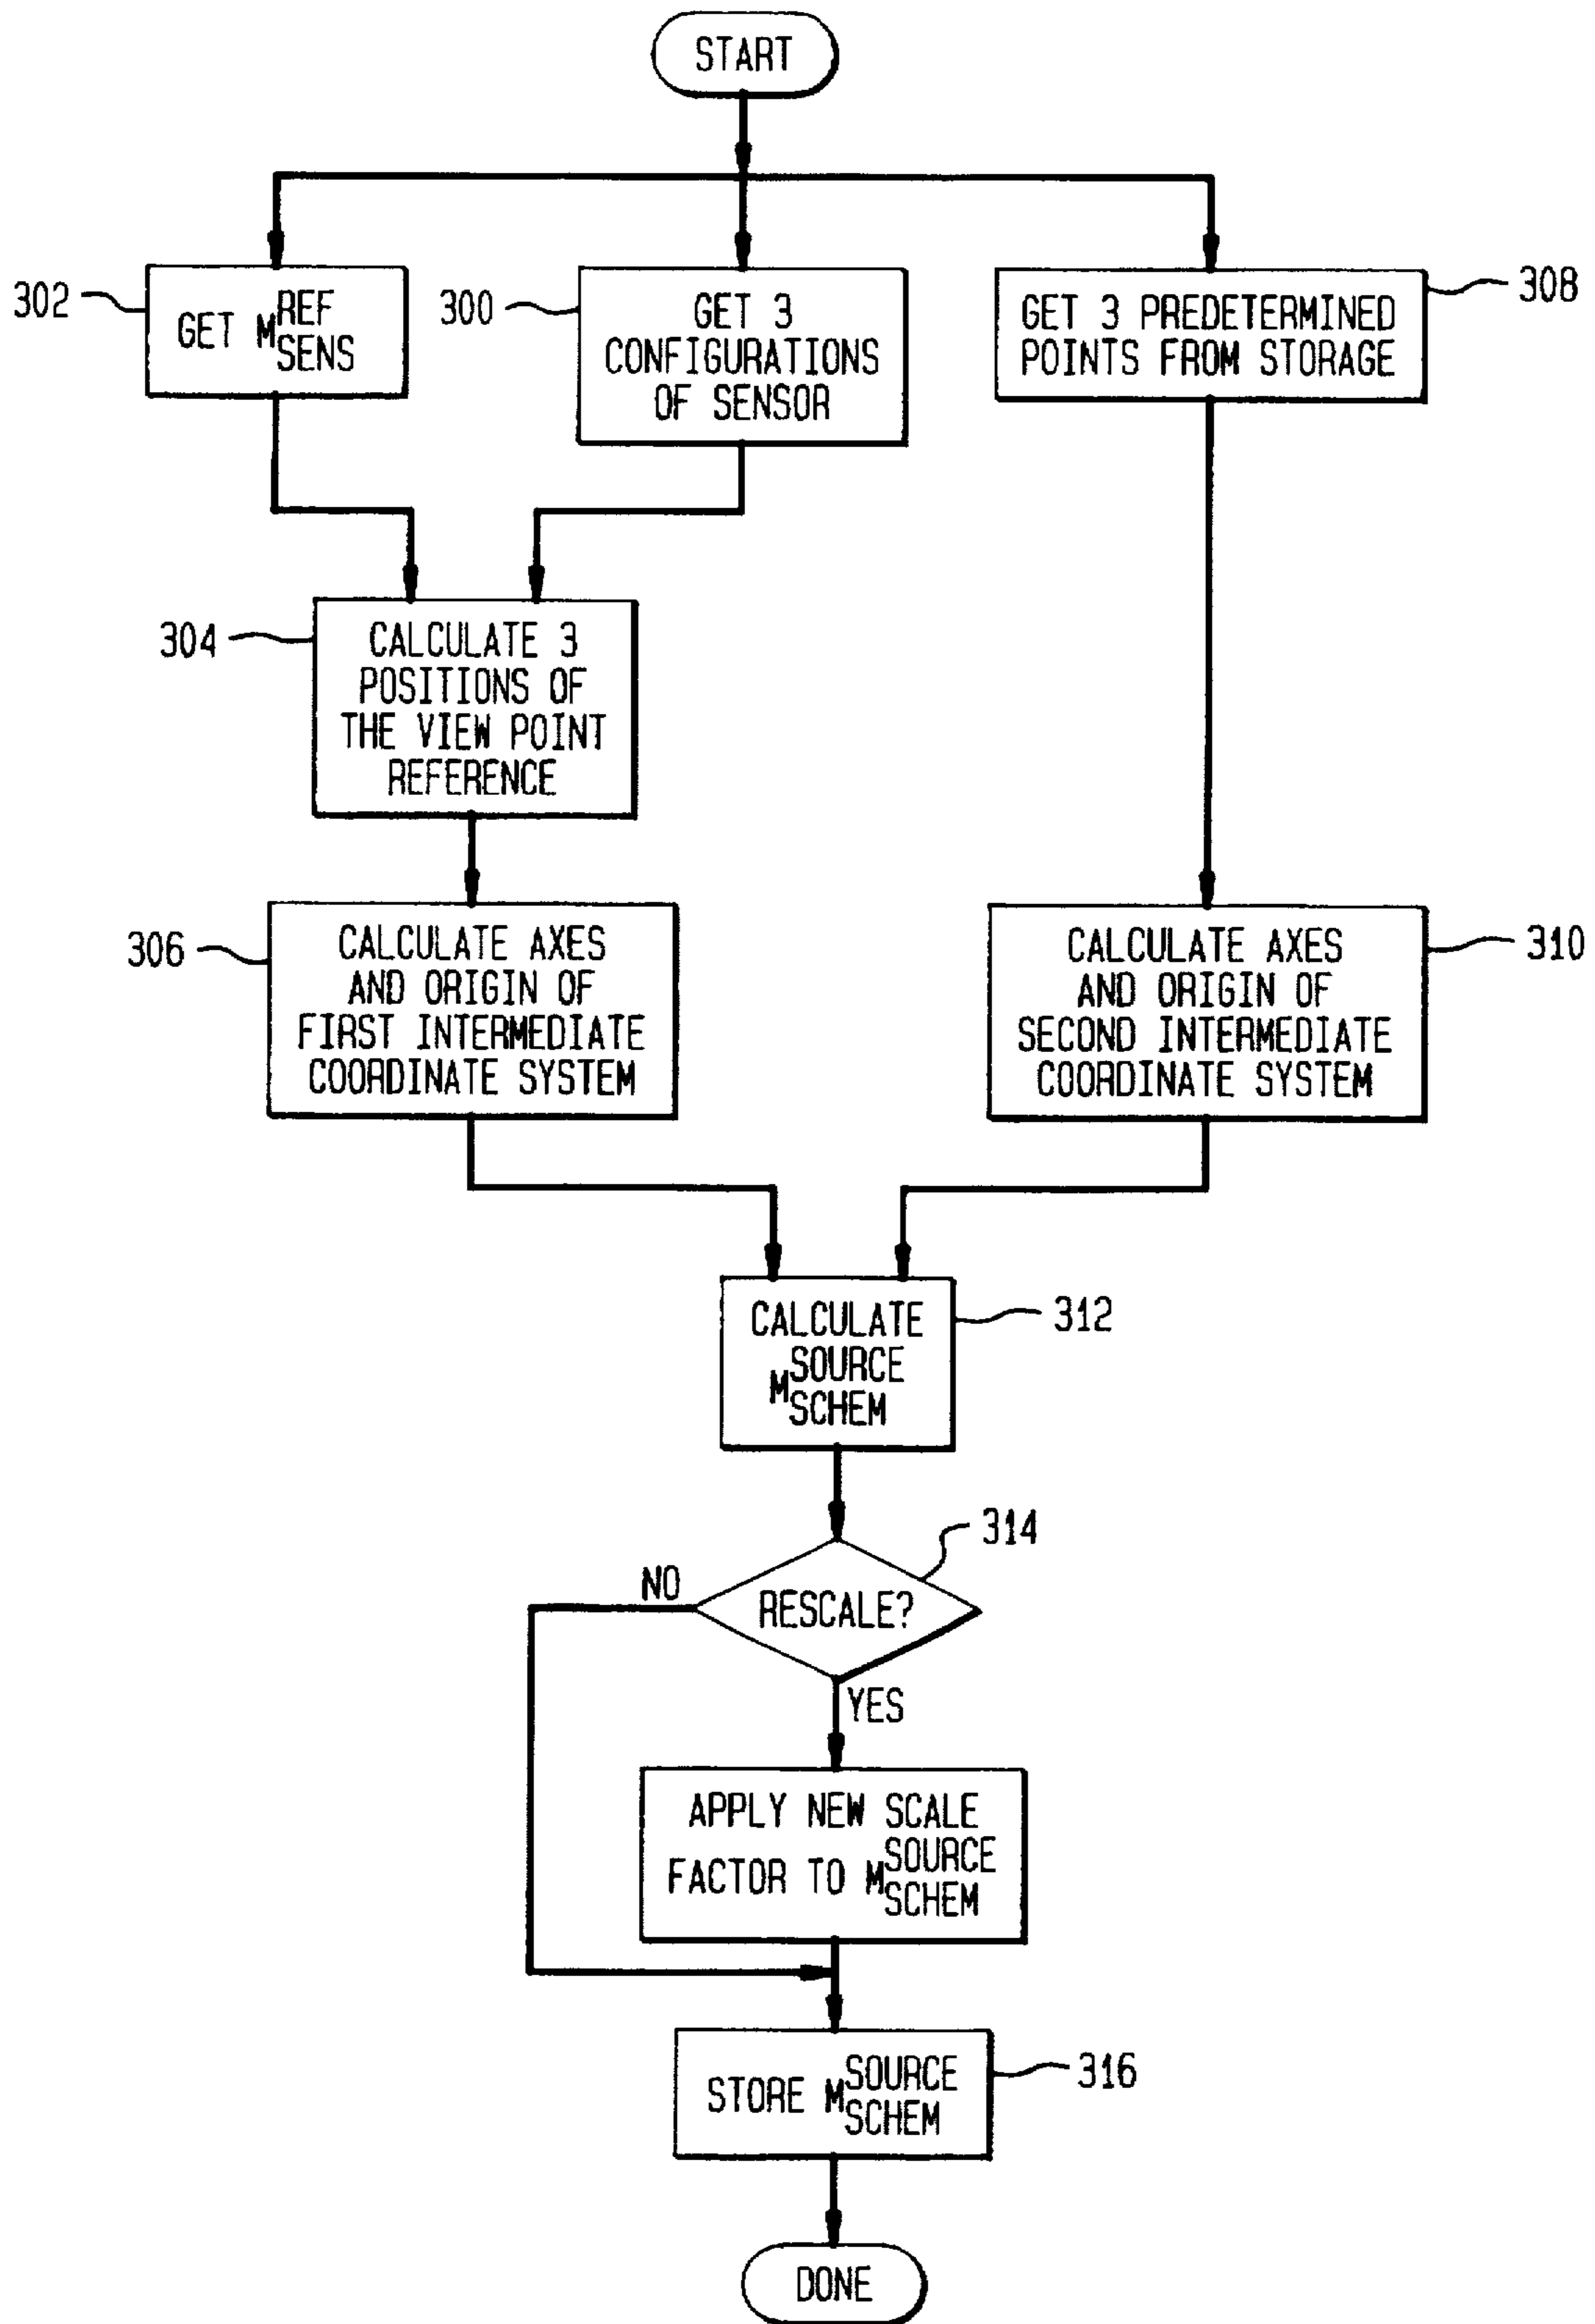 START
302
GET M REF SENS
300
GET 3
CONFIGURATIONS
OF SENSOR
308
GET 3 PREDETERMINED
POINTS FROM STORAGE
304
CALCULATE 3
POSITIONS OF
THE VIEW POINT
REFERENCE
306
CALCULATE AXES
AND ORIGIN OF
FIRST INTERMEDIATE
COORDINATE SYSTEM
310
CALCULATE AXES
AND ORIGIN OF
SECOND INTERMEDIATE
COORDINATE SYSTEM
312
CALCULATE
M SOURCE SCHEM
314
RESCALE?
NO
YES
APPLY NEW SCALE
FACTOR TO M SOURCE SCHEM
316
STORE M SOURCE SCHEM
DONE